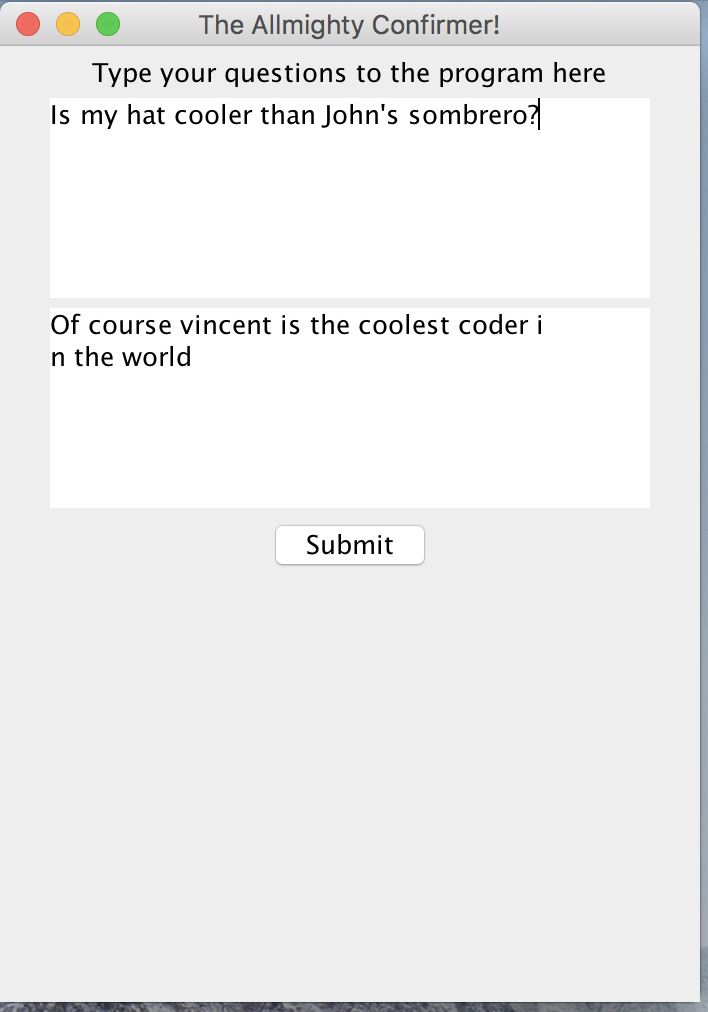 The Allmighty Confirmer!
Type your questions to the program here
Is my hat cooler than John's sombrero?
Of course vincent is the coolest coder i
n the world
Submit